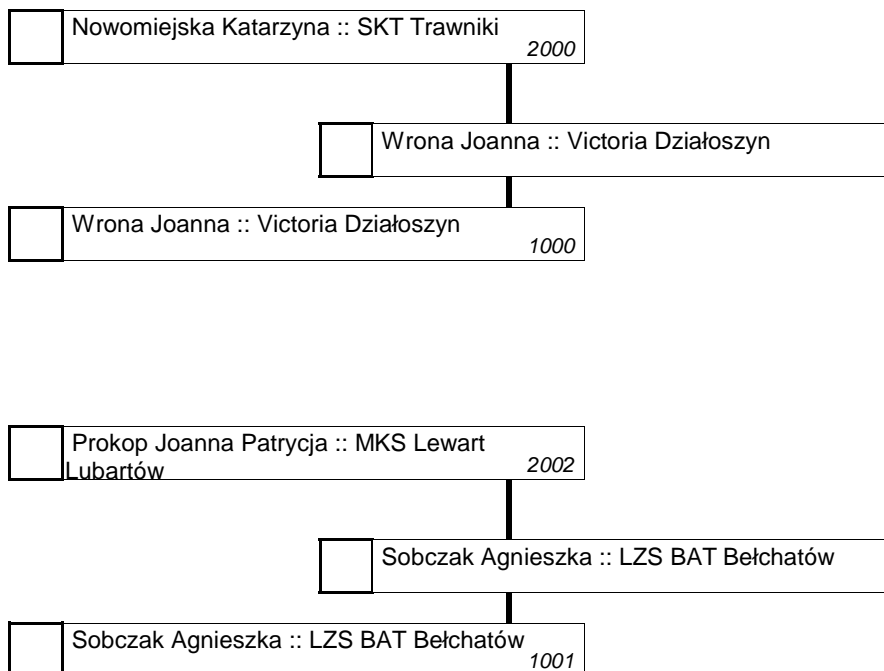 Nowomiejska Katarzyna :: SKT Trawniki
2000
Wrona Joanna :: Victoria Działoszyn
Wrona Joanna :: Victoria Działoszyn
1000
Prokop Joanna Patrycja :: MKS Lewart
Lubartów
2002
Sobczak Agnieszka :: LZS BAT Bełchatów
Sobczak Agnieszka :: LZS BAT Bełchatów
1001